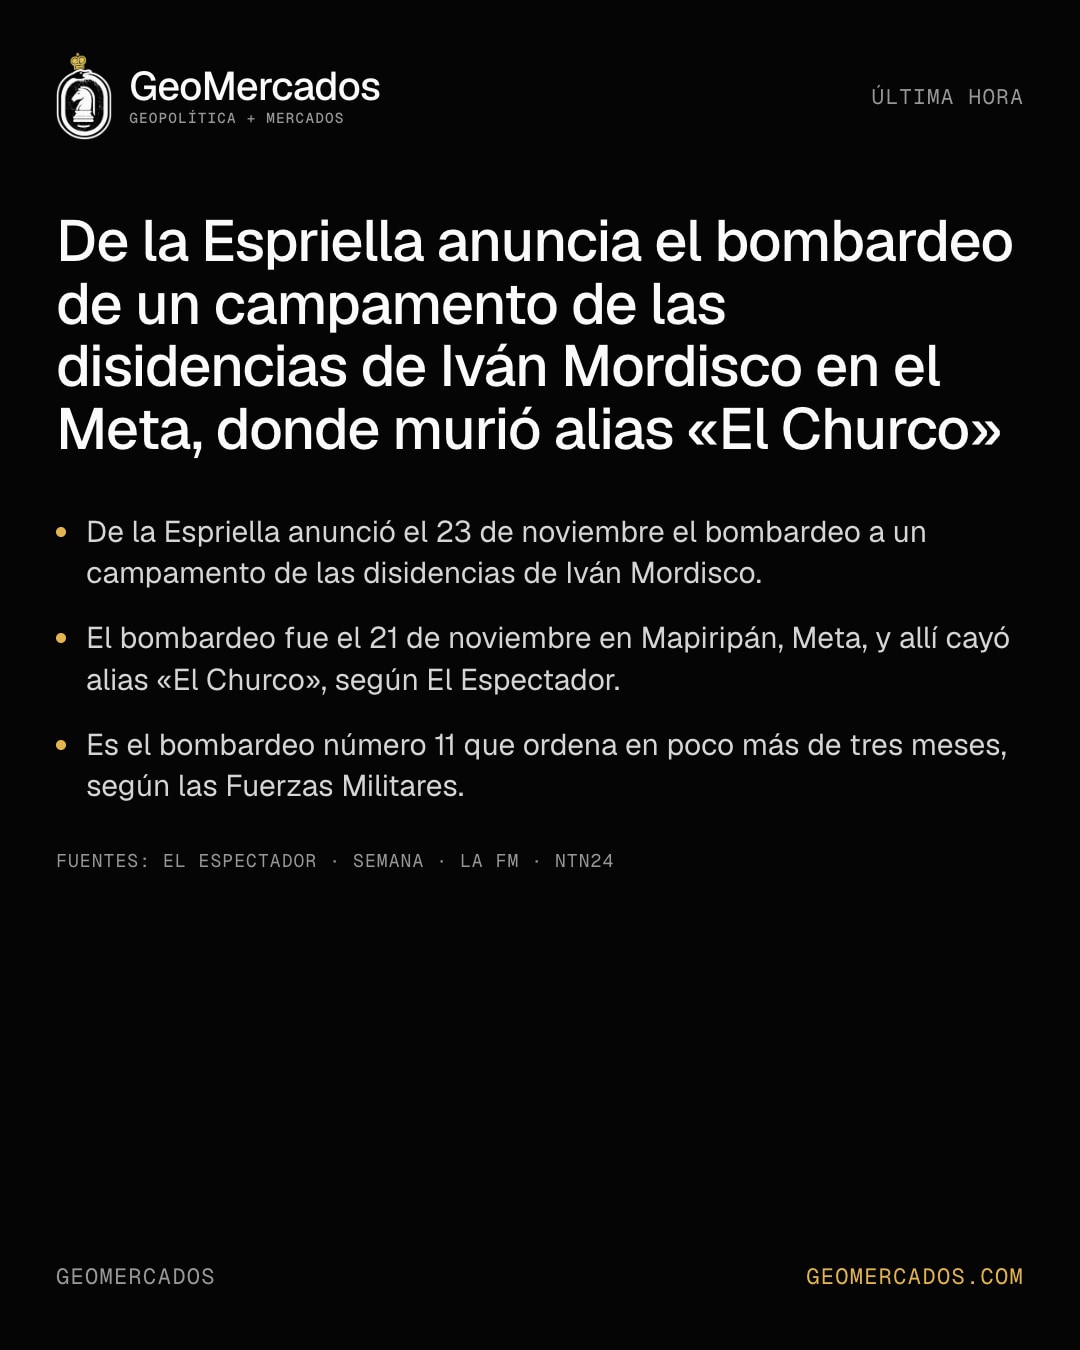 GeoMercados
GEOPOLÍTICA + MERCADOS
ÚLTIMA HORA
De la Espriella anuncia el bombardeo
de un campamento de las
disidencias de Iván Mordisco en el
Meta, donde murió alias «El Churco»
• De la Espriella anunció el 23 de noviembre el bombardeo a un
campamento de las disidencias de Iván Mordisco.
• El bombardeo fue el 21 de noviembre en Mapiripán, Meta, y allí cayó
alias «El Churco», según El Espectador.
• Es el bombardeo número 11 que ordena en poco más de tres meses,
según las Fuerzas Militares.
FUENTES: EL ESPECTADOR · SEMANA · LA FM · NTN24
GEOMERCADOS
GEOMERCADOS.COM